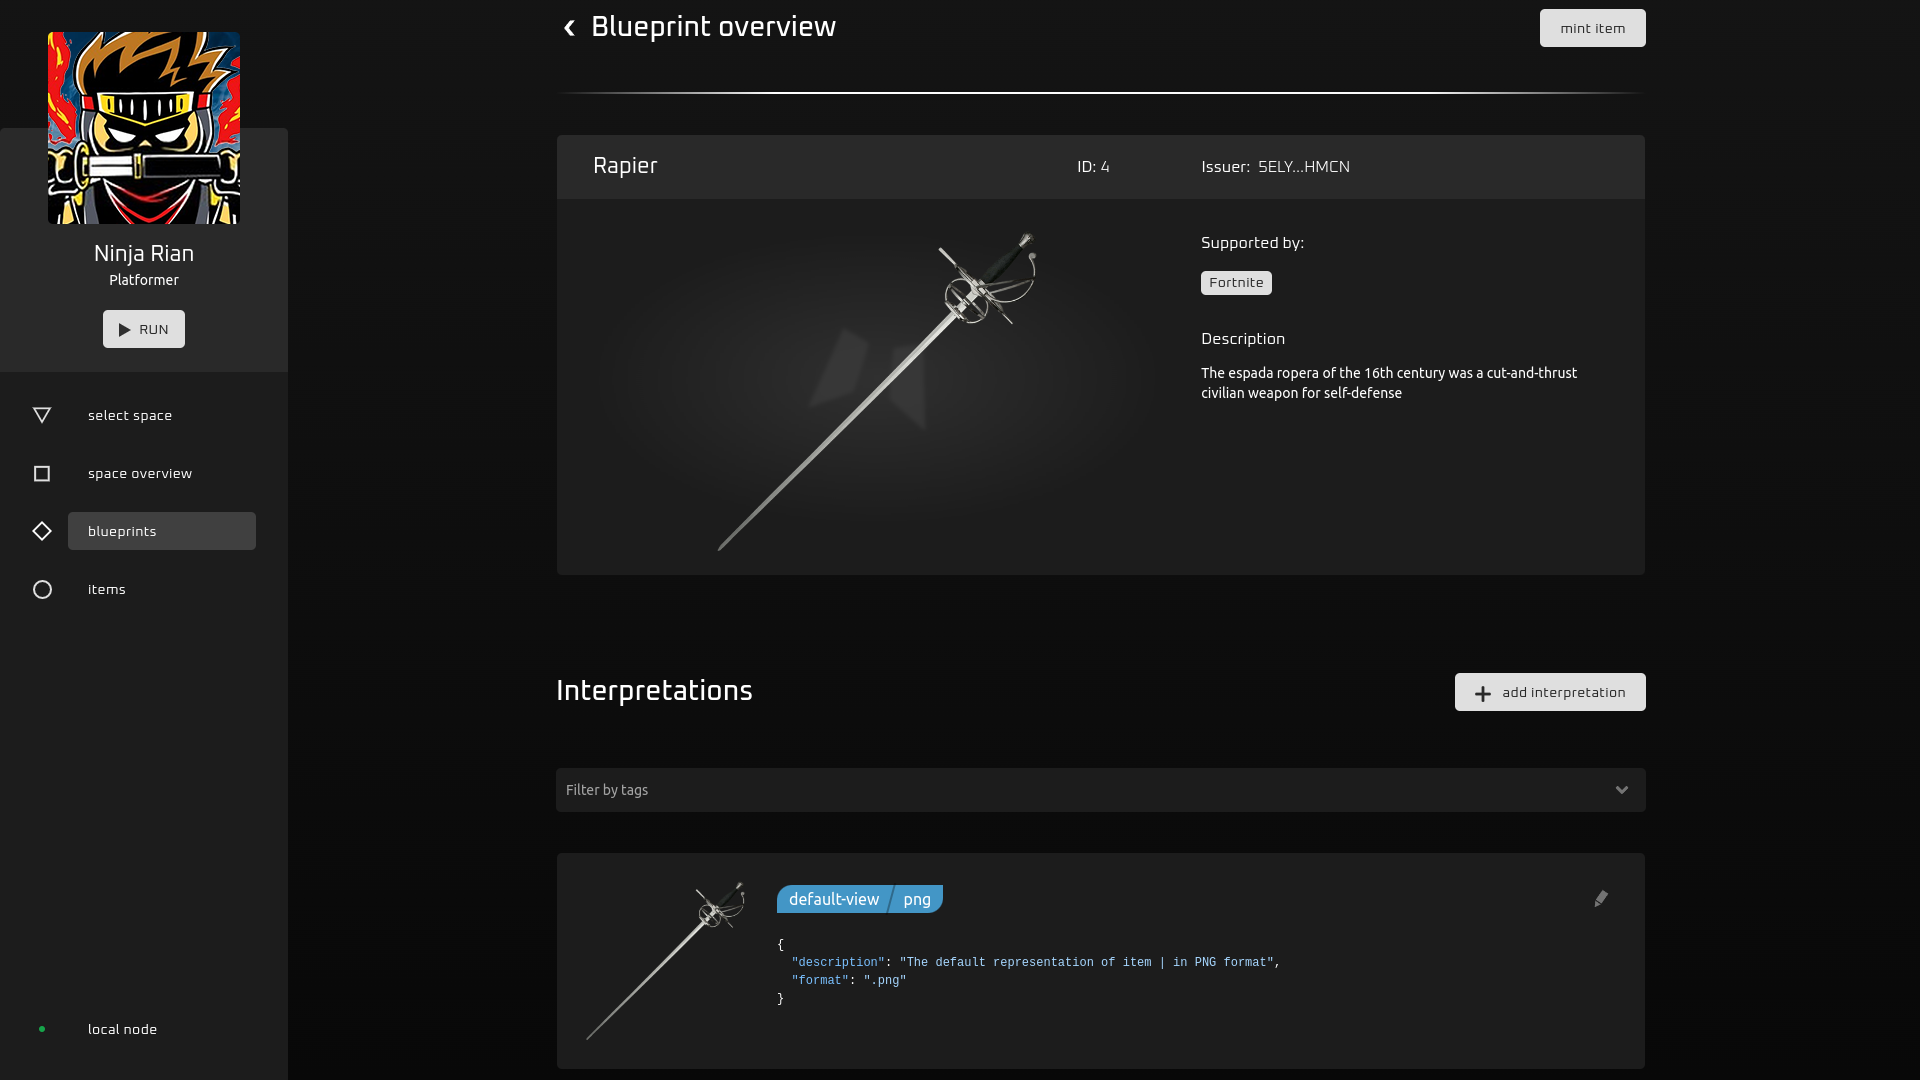 Blueprint overview
mint item
Ninja Rian
Platformer
RUN
select space
space overview
blueprints
items
local node
Rapier
ID: 4
Issuer: 5ELY...HMCN
Supported by:
Fortnite
Description
The espada ropera of the 16th century was a cut-and-thrust
civilian weapon for self-defense
Interpretations
add interpretation
Filter by tags
default-view / png
{
"description": "The default representation of item | in PNG format",
"format": ".png"
}